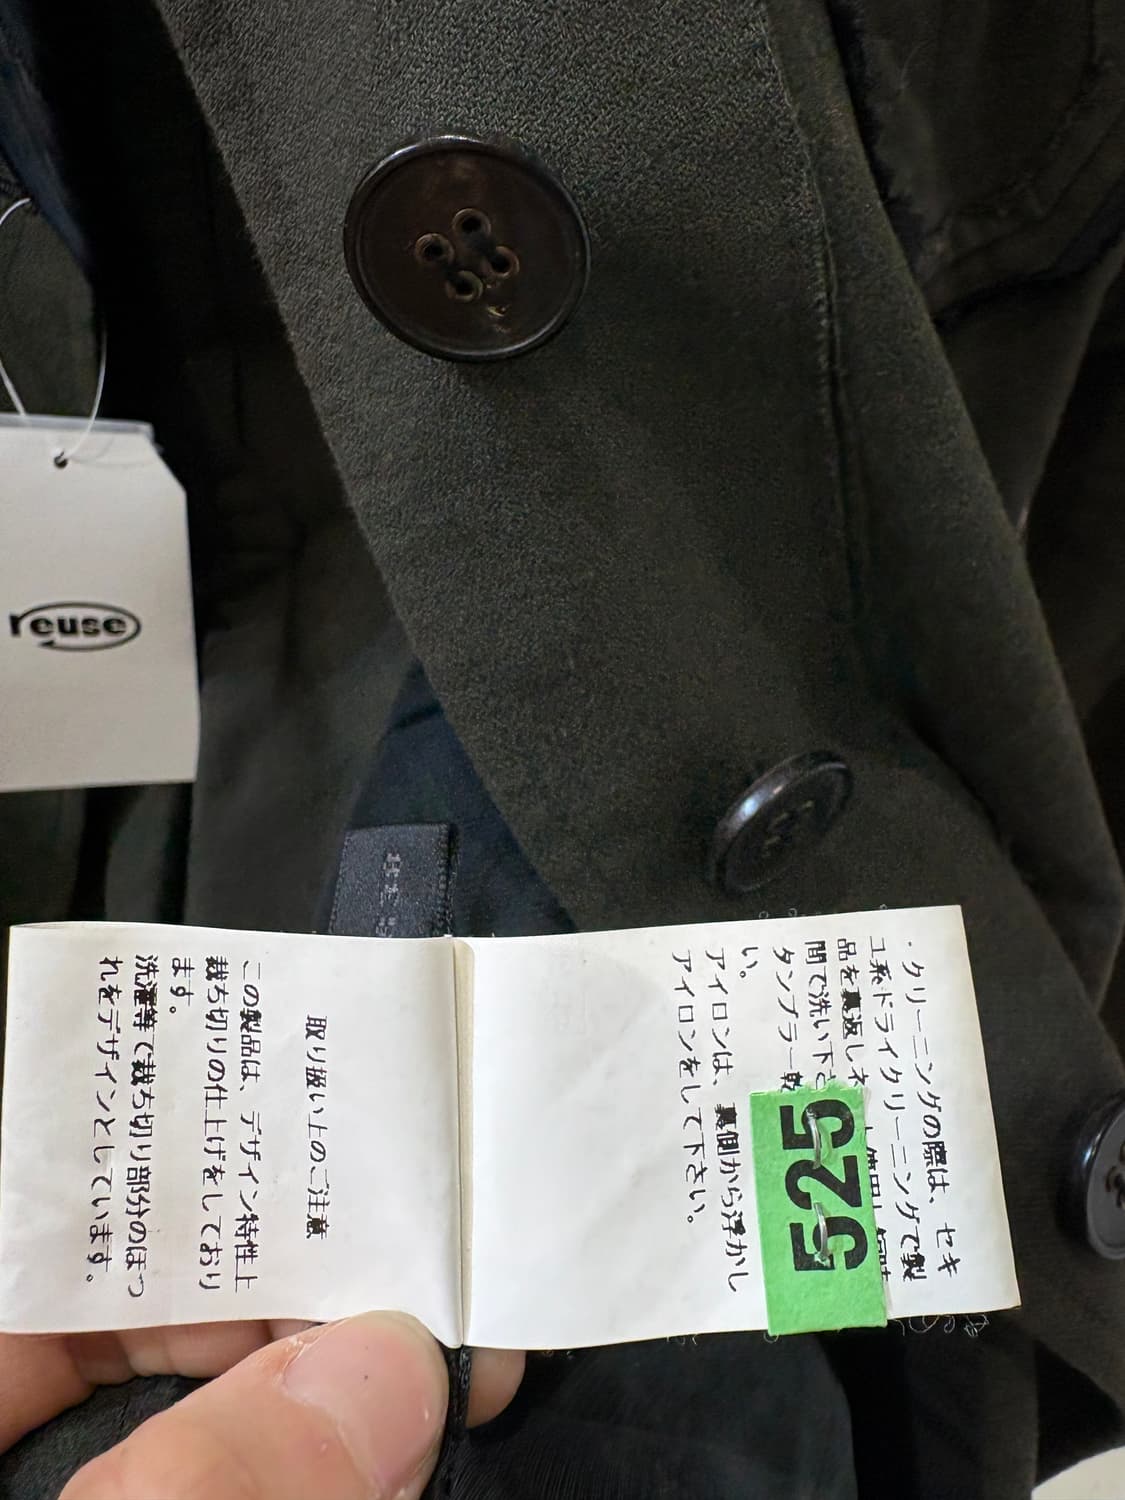 reuse
・クリーニングの際は、セキ
ユ系ドライクリーニングで製
品を裏返しネ
間で洗い下さ
タンブラー乾
い。
アイロンは、裏側から浮かし
アイロンをして下さい。
525
取り扱い上のご注意
この製品は、デザイン特性上
裁ち切りの仕上げをしており
ます。
洗濯等で裁ち切り部分のほつ
れをデザインとしています。